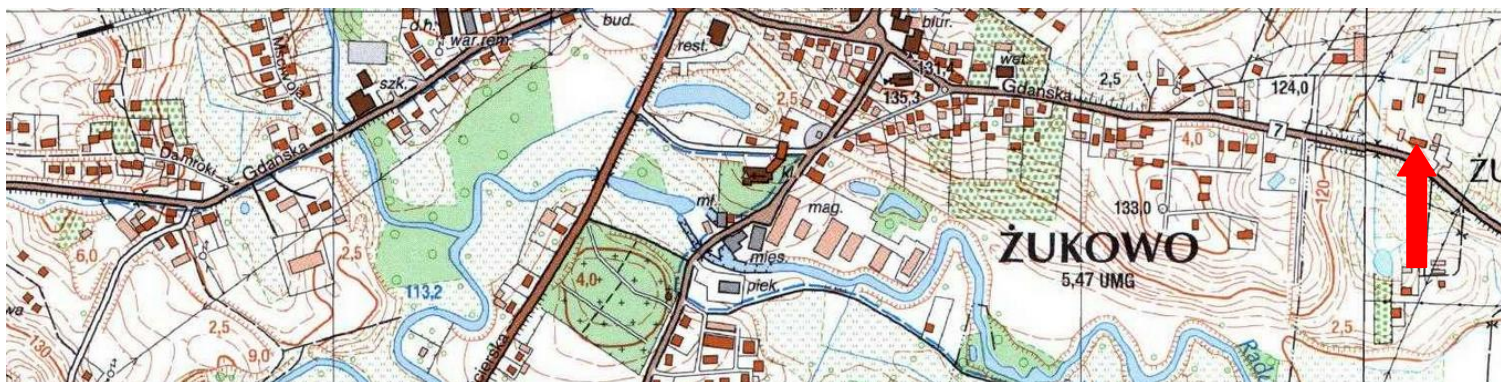 bud.
d.h.
war.rem
rest.
biur.
szk.
131,4
wet.
135,3
2,5
Gdańska
2,5
124,0
7
4,0
Gdańska
kl.
mł.
mag.
133,0
120
ŻU
6,0
2,5
ŻUKOWO
5,47 UMG
mles.
4,0
piek.
113,2
2,5
9,0
130
2,5